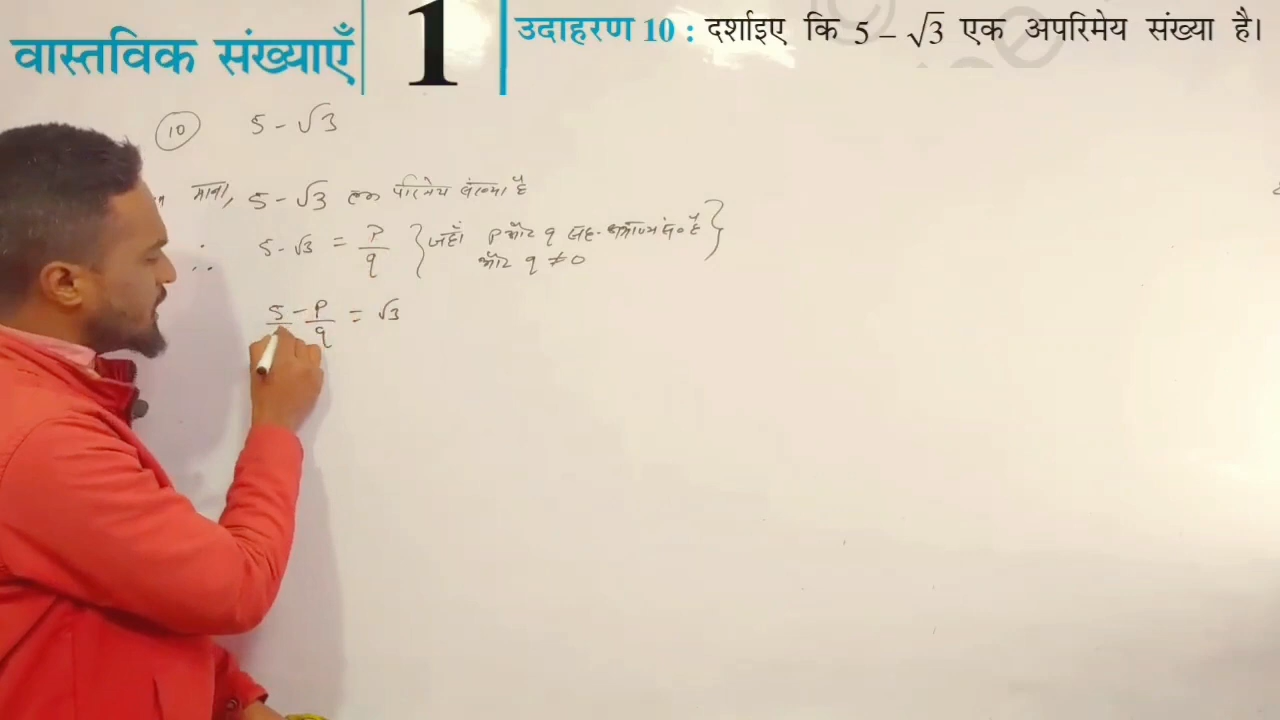 वास्तविक संख्याएँ 1 उदाहरण 10 : दर्शाइए कि 5 – √3 एक अपरिमेय संख्या है।
10 5 - √3
माना, 5 - √3 एक परिमेय संख्या है
∴ 5 - √3 = p/q { जहाँ p और q सह-अभाज्य सं० है
और q ≠ 0 }
5 - p/q = √3